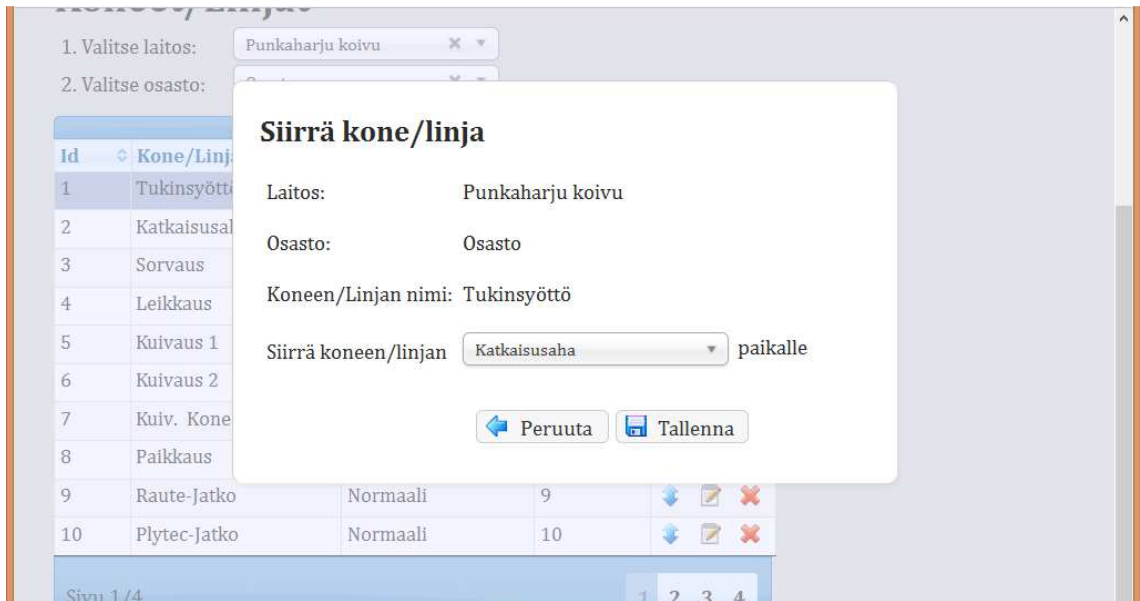 1. Valitse laitos: Punkaharju koivu
2. Valitse osasto:
Siirrä kone/linja
Laitos: Punkaharju koivu
Osasto: Osasto
Koneen/Linjan nimi: Tukinsyöttö
Siirrä koneen/linjan Katkaisusaha paikalle
Peruuta Tallenna
Id Kone/Linja
1 Tukinsyöttö
2 Katkaisusah
3 Sorvaus
4 Leikkaus
5 Kuivaus 1
6 Kuivaus 2
7 Kuiv. Kone
8 Paikkaus
9 Raute-Jatko Normaali 9
10 Plytec-Jatko Normaali 10
Sivu 1/4 1 2 3 4